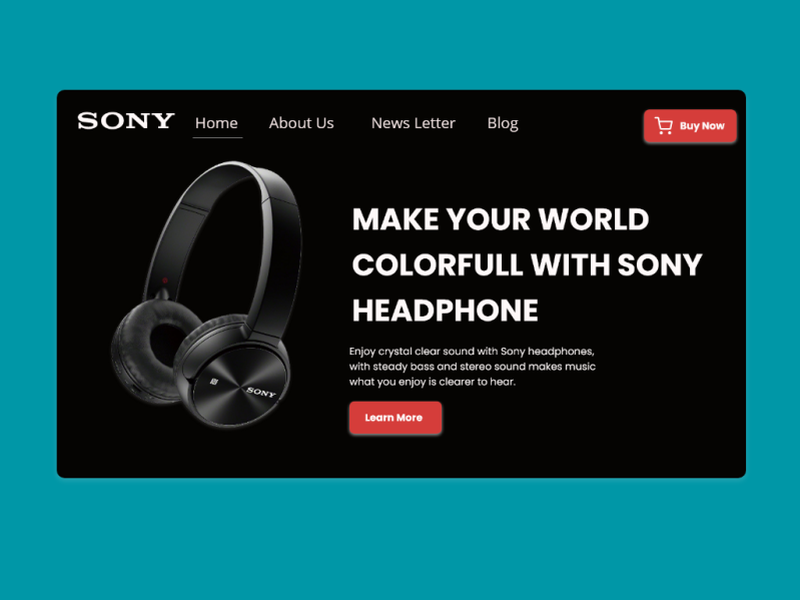 SONY
Home
About Us
News Letter
Blog
Buy Now
MAKE YOUR WORLD
COLORFULL WITH SONY
HEADPHONE
Enjoy crystal clear sound with Sony headphones,
with steady bass and stereo sound makes music
what you enjoy is clearer to hear.
Learn More
SONY